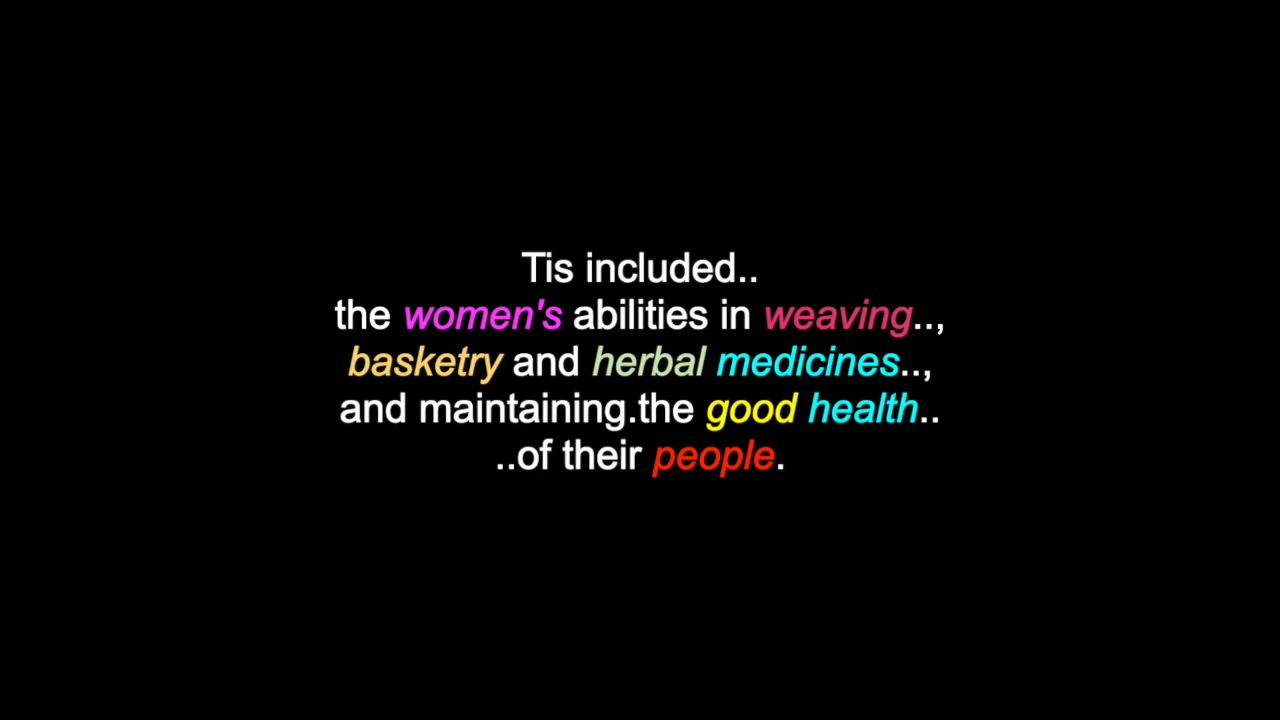 Tis included..
the women's abilities in weaving..,
basketry and herbal medicines..,
and maintaining.the good health..
..of their people.